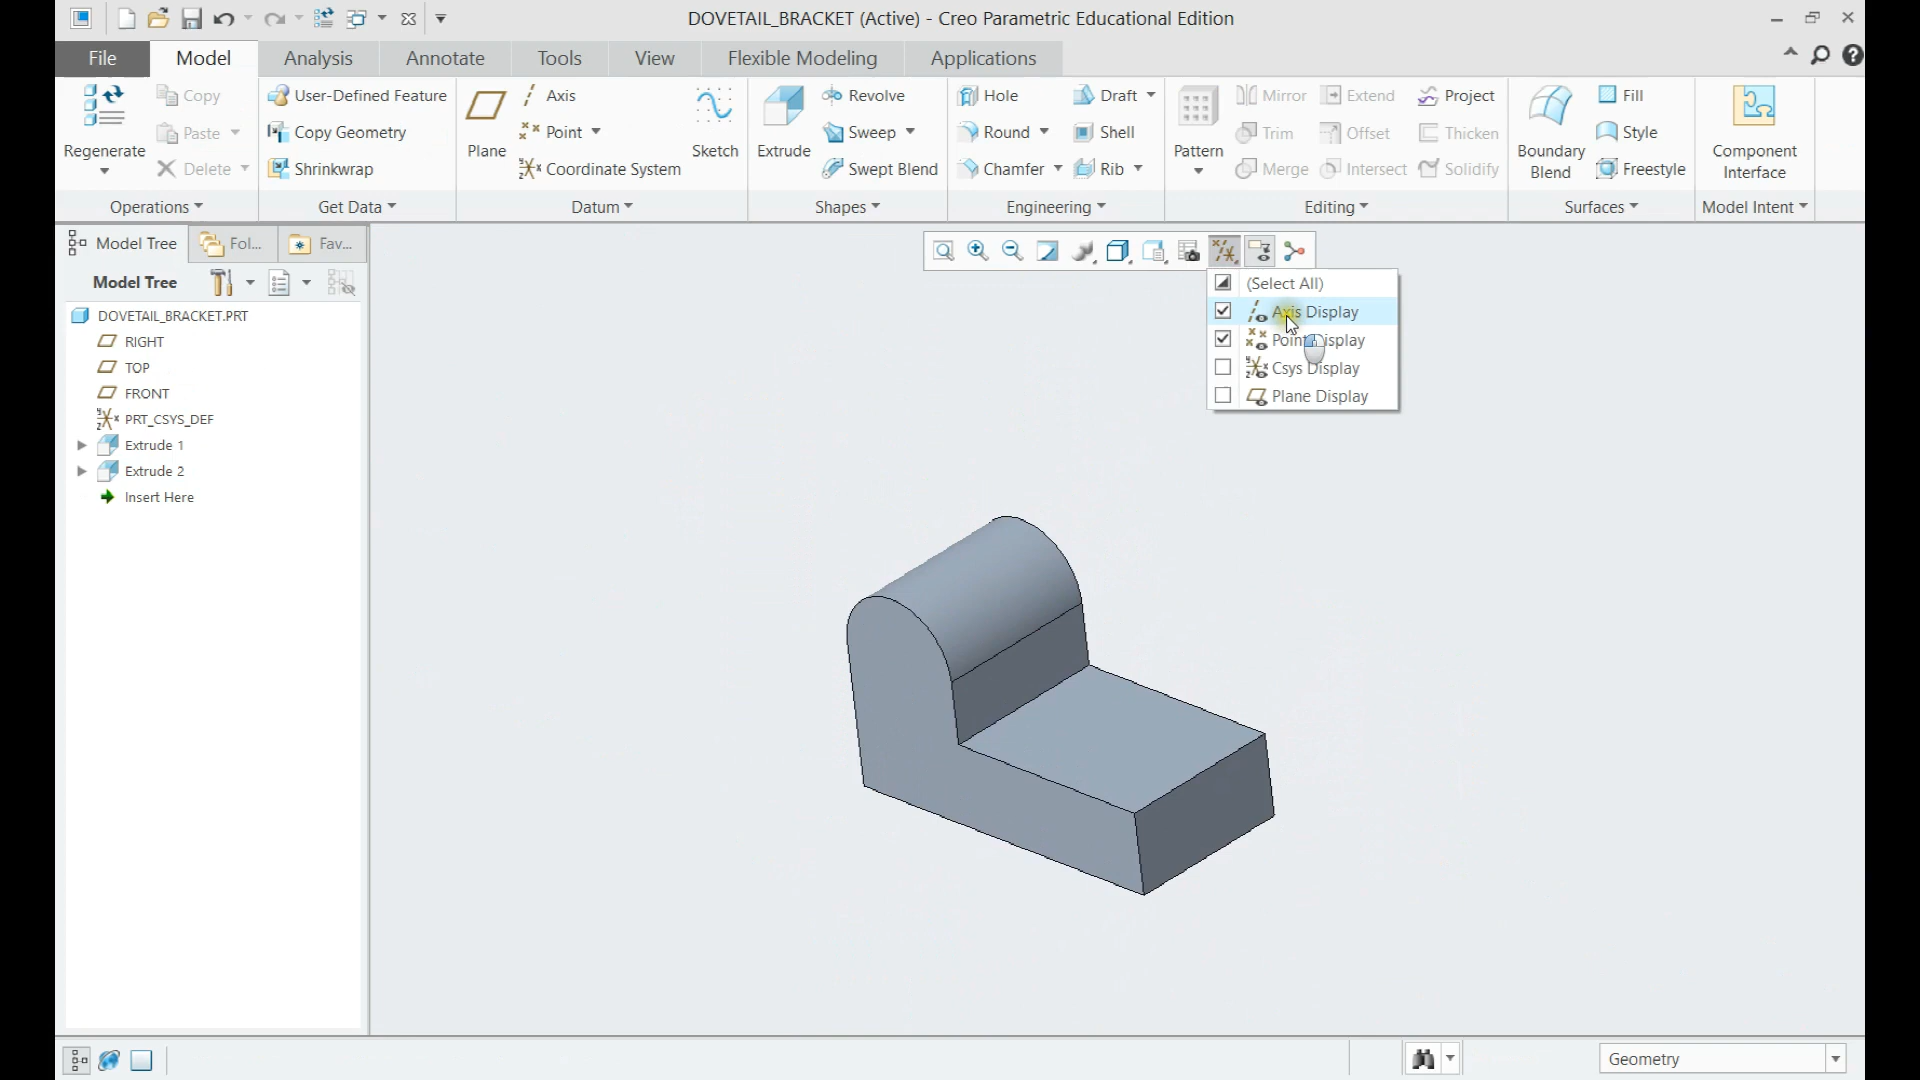 DOVETAIL_BRACKET (Active) - Creo Parametric Educational Edition
File Model Analysis Annotate Tools View Flexible Modeling Applications
Regenerate
Copy
Paste
Delete
Operations
User-Defined Feature
Copy Geometry
Shrinkwrap
Get Data
Plane
Axis
Point
Coordinate System
Sketch
Datum
Extrude
Revolve
Sweep
Swept Blend
Shapes
Hole
Round
Chamfer
Draft
Shell
Rib
Engineering
Pattern
Mirror
Trim
Merge
Extend
Offset
Intersect
Project
Thicken
Solidify
Editing
Boundary
Blend
Fill
Style
Freestyle
Surfaces
Component
Interface
Model Intent
Model Tree Fol... Fav...
Model Tree
DOVETAIL_BRACKET.PRT
RIGHT
TOP
FRONT
PRT_CSYS_DEF
Extrude 1
Extrude 2
Insert Here
(Select All)
Axis Display
Point Display
Csys Display
Plane Display
Geometry